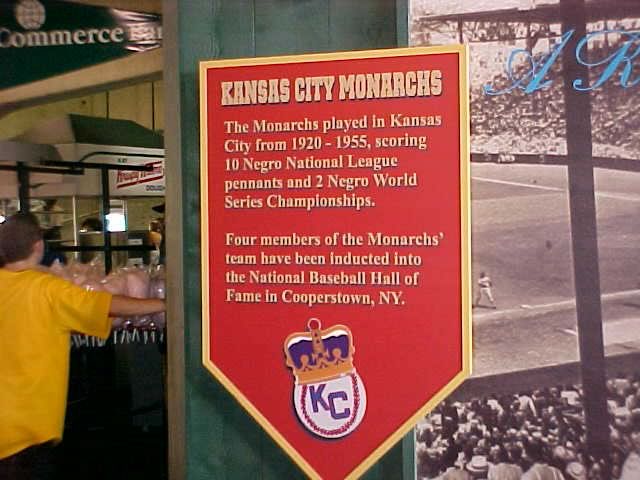 Commerce Ba
KANSAS CITY MONARCHS
The Monarchs played in Kansas
City from 1920 - 1955, scoring
10 Negro National League
pennants and 2 Negro World
Series Championships.
Four members of the Monarchs'
team have been inducted into
the National Baseball Hall of
Fame in Cooperstown, NY.
KC
A R